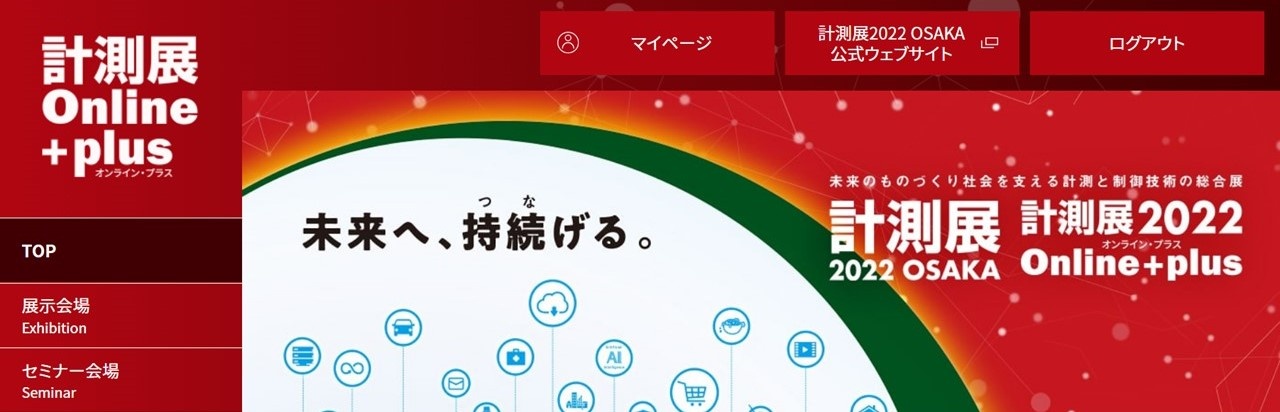 計測展
Online
+plus
オンライン・プラス
マイページ
計測展2022 OSAKA
公式ウェブサイト
ログアウト
TOP
展示会場
Exhibition
セミナー会場
Seminar
つな
未来へ、持続げる。
未来のものづくり社会を支える計測と制御技術の総合展
計測展
2022 OSAKA
計測展2022
オンライン・プラス
Online+plus
AI